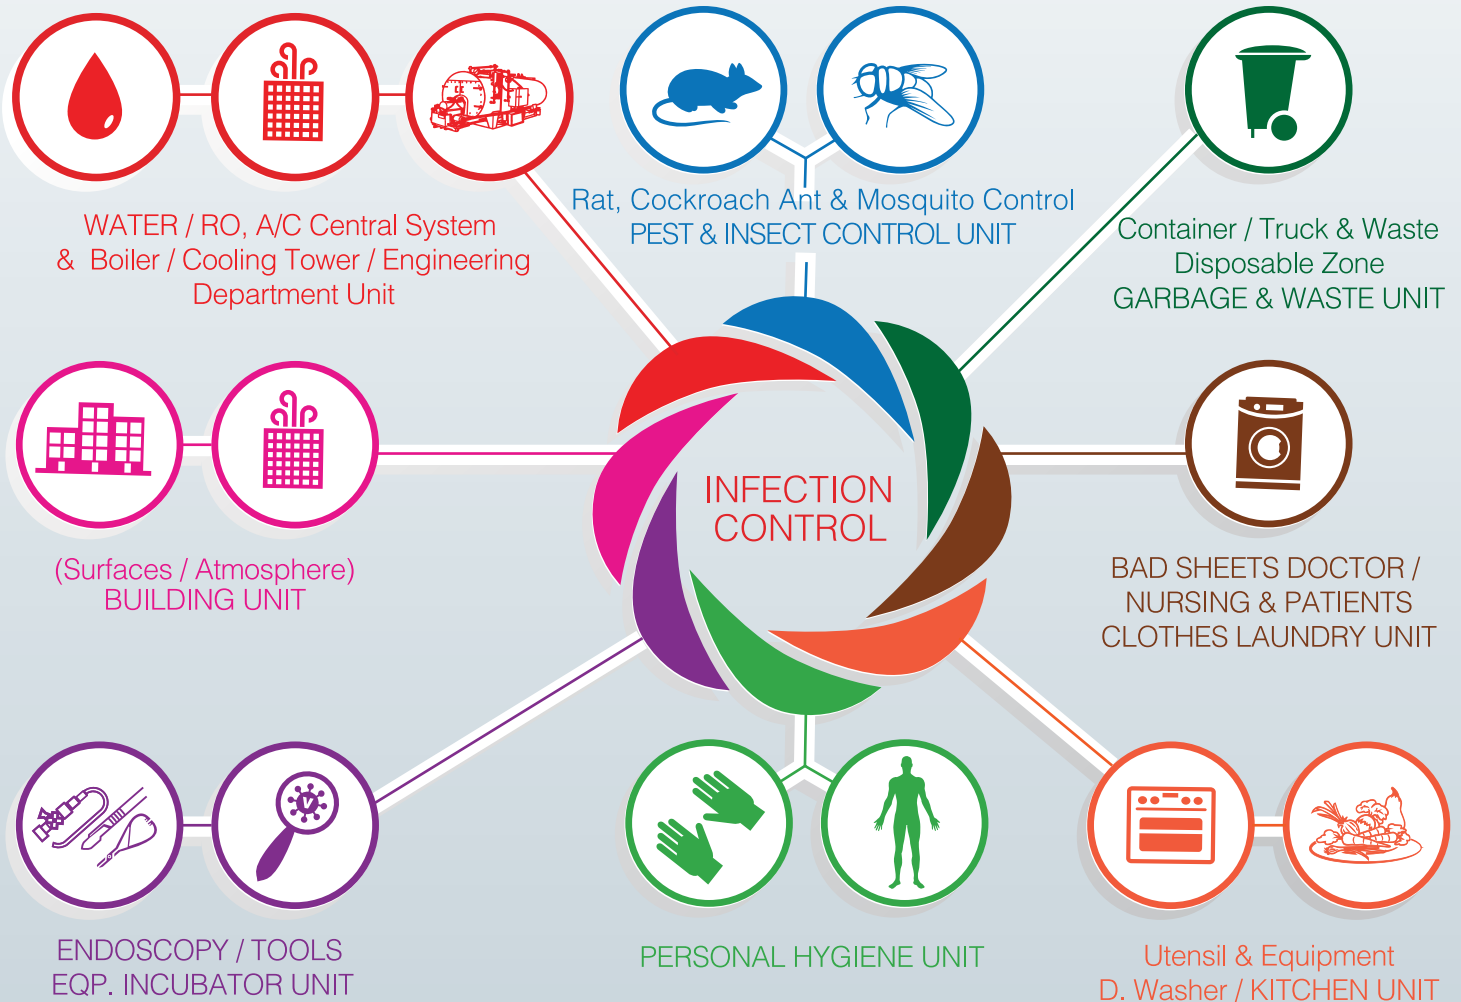 WATER / RO, A/C Central System
& Boiler / Cooling Tower / Engineering
Department Unit
Rat, Cockroach Ant & Mosquito Control
PEST & INSECT CONTROL UNIT
Container / Truck & Waste
Disposable Zone
GARBAGE & WASTE UNIT
(Surfaces / Atmosphere)
BUILDING UNIT
INFECTION
CONTROL
BAD SHEETS DOCTOR /
NURSING & PATIENTS
CLOTHES LAUNDRY UNIT
V
ENDOSCOPY / TOOLS
EQP. INCUBATOR UNIT
PERSONAL HYGIENE UNIT
Utensil & Equipment
D. Washer / KITCHEN UNIT